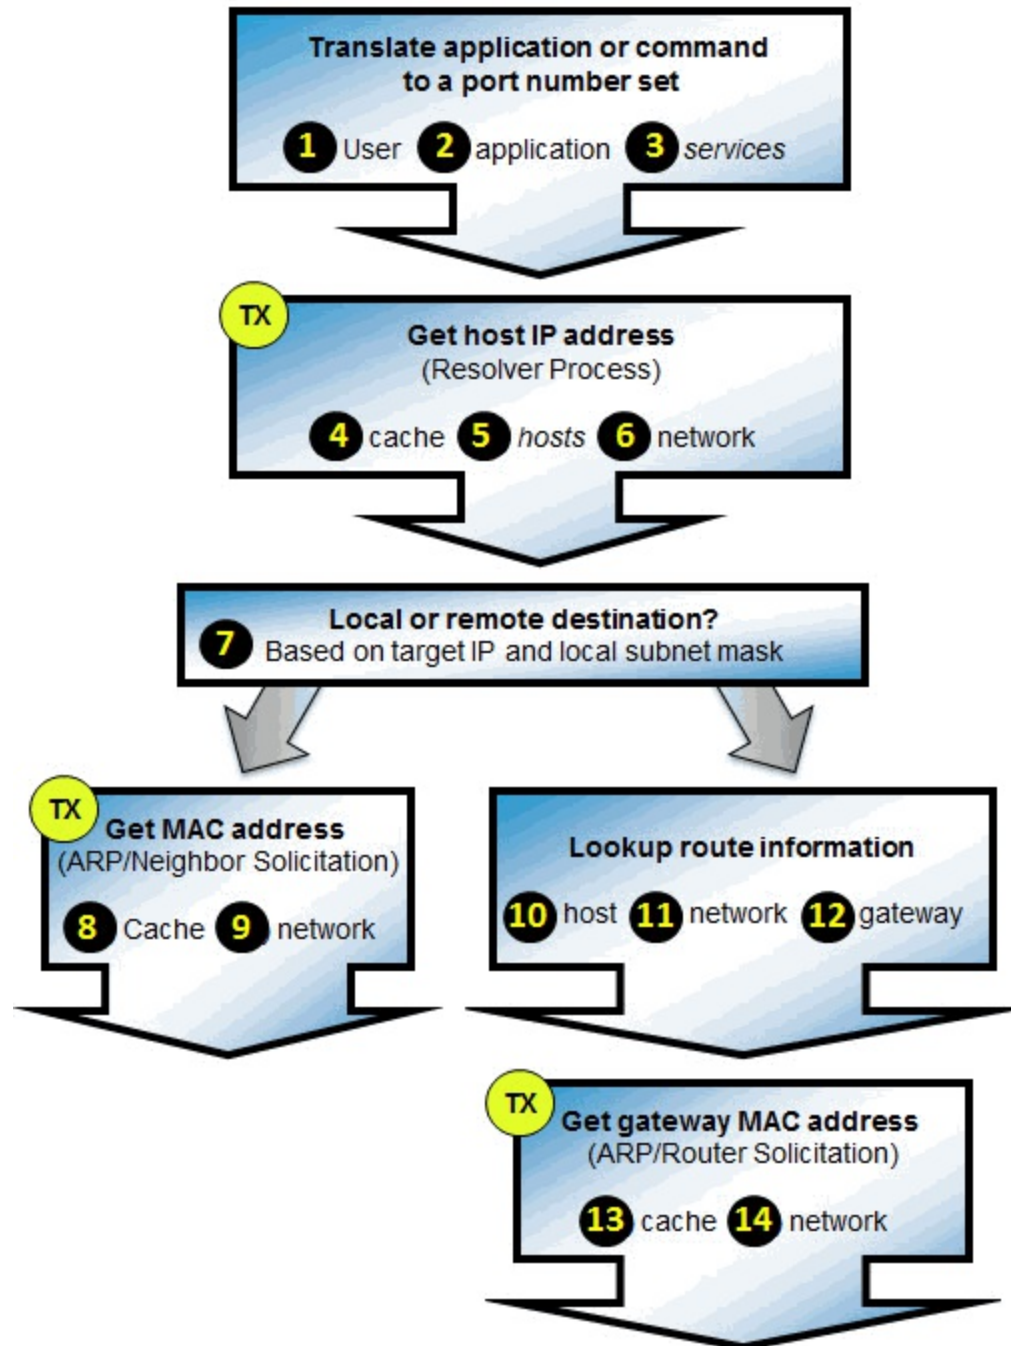 Translate application or command
to a port number set
1 User 2 application 3 services
TX
Get host IP address
(Resolver Process)
4 cache 5 hosts 6 network
Local or remote destination?
7 Based on target IP and local subnet mask
TX
Get MAC address
(ARP/Neighbor Solicitation)
8 Cache 9 network
Lookup route information
10 host 11 network 12 gateway
TX
Get gateway MAC address
(ARP/Router Solicitation)
13 cache 14 network